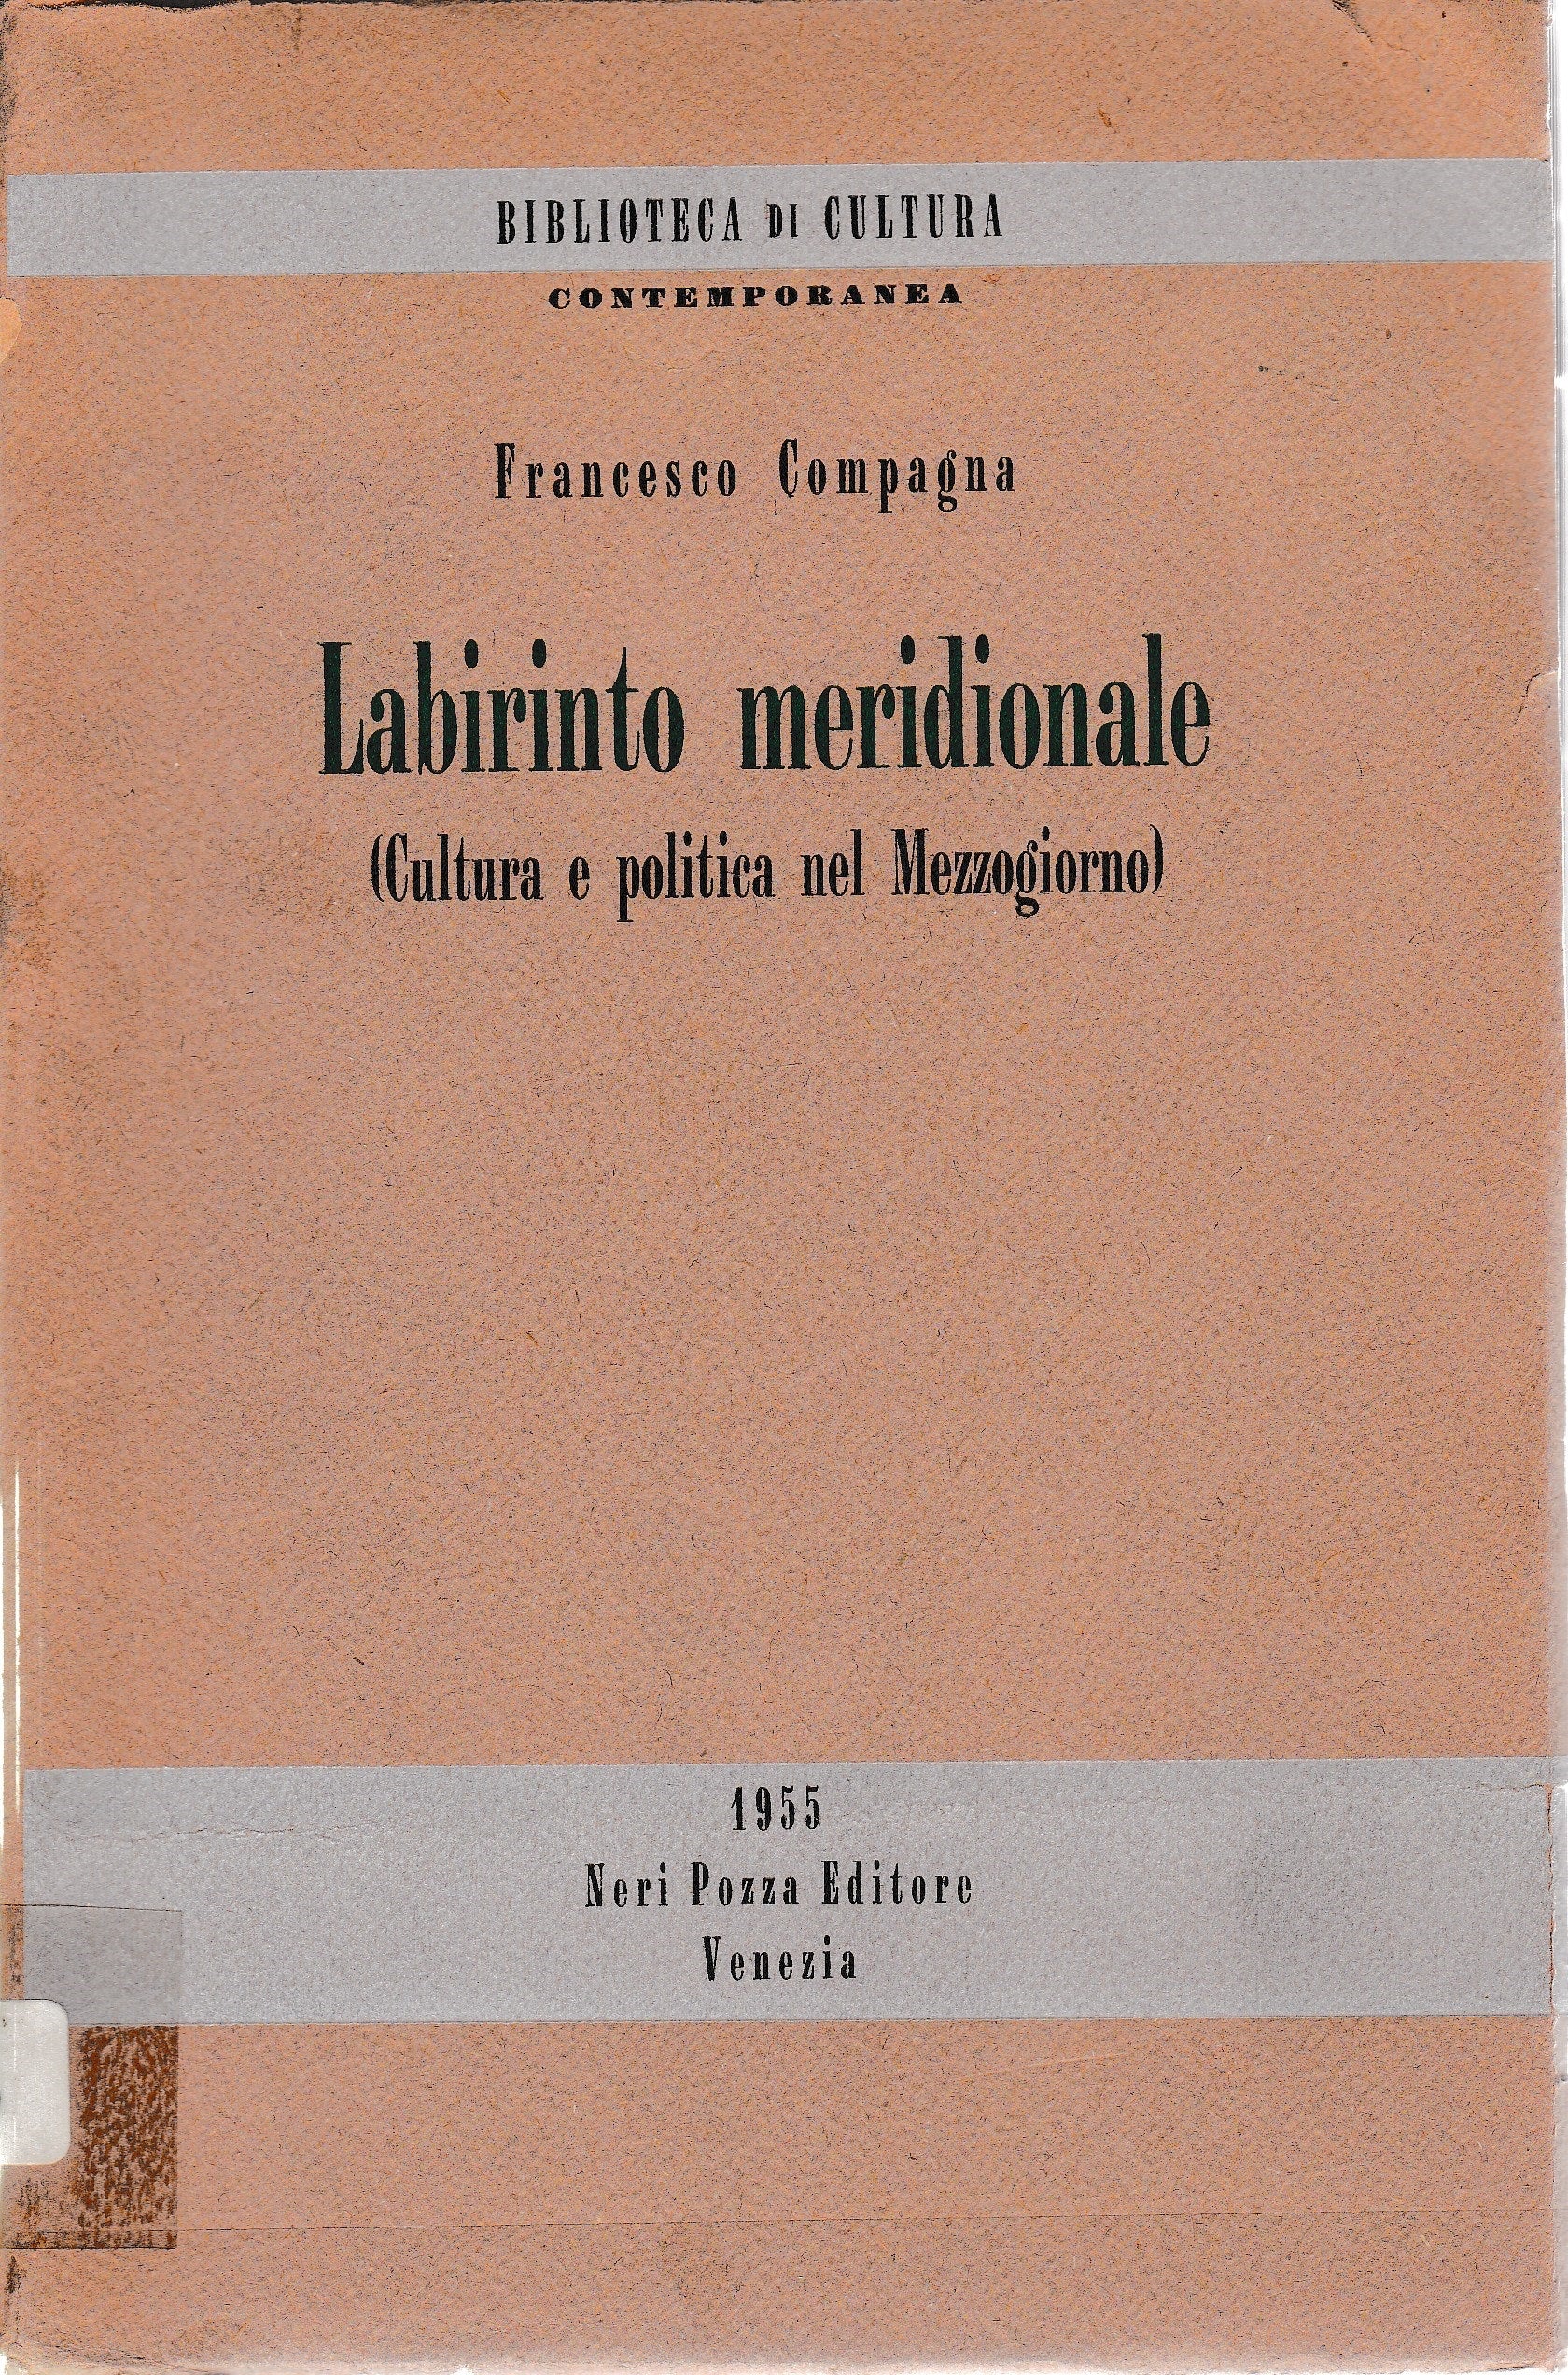 BIBLIOTECA DI CULTURA
CONTEMPORANEA
Francesco Compagna
Labirinto meridionale
(Cultura e politica nel Mezzogiorno)
1955
Neri Pozza Editore
Venezia